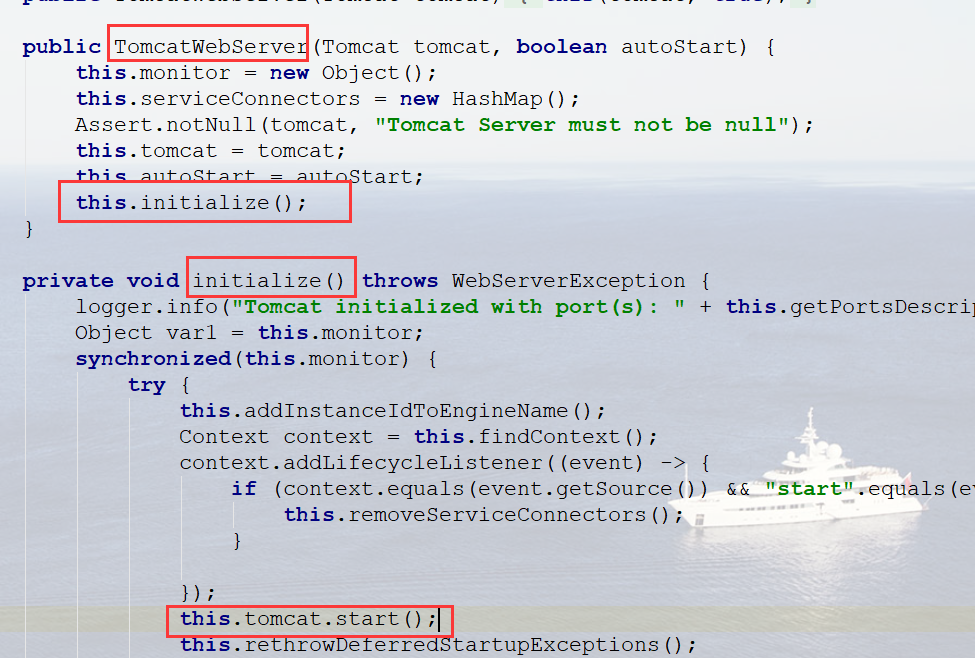 public TomcatWebServer(Tomcat tomcat, boolean autoStart) {
this.monitor = new Object();
this.serviceConnectors = new HashMap();
Assert.notNull(tomcat, "Tomcat Server must not be null");
this.tomcat = tomcat;
this.autoStart = autoStart;
this.initialize();
}
private void initialize() throws WebServerException {
logger.info("Tomcat initialized with port(s): " + this.getPortsDescrip
Object var1 = this.monitor;
synchronized(this.monitor) {
try {
this.addInstanceIdToEngineName();
Context context = this.findContext();
context.addLifecycleListener((event) -> {
if (context.equals(event.getSource()) && "start".equals(ev
this.removeServiceConnectors();
}
});
this.tomcat.start();
this.rethrowDeferredStartupExceptions();